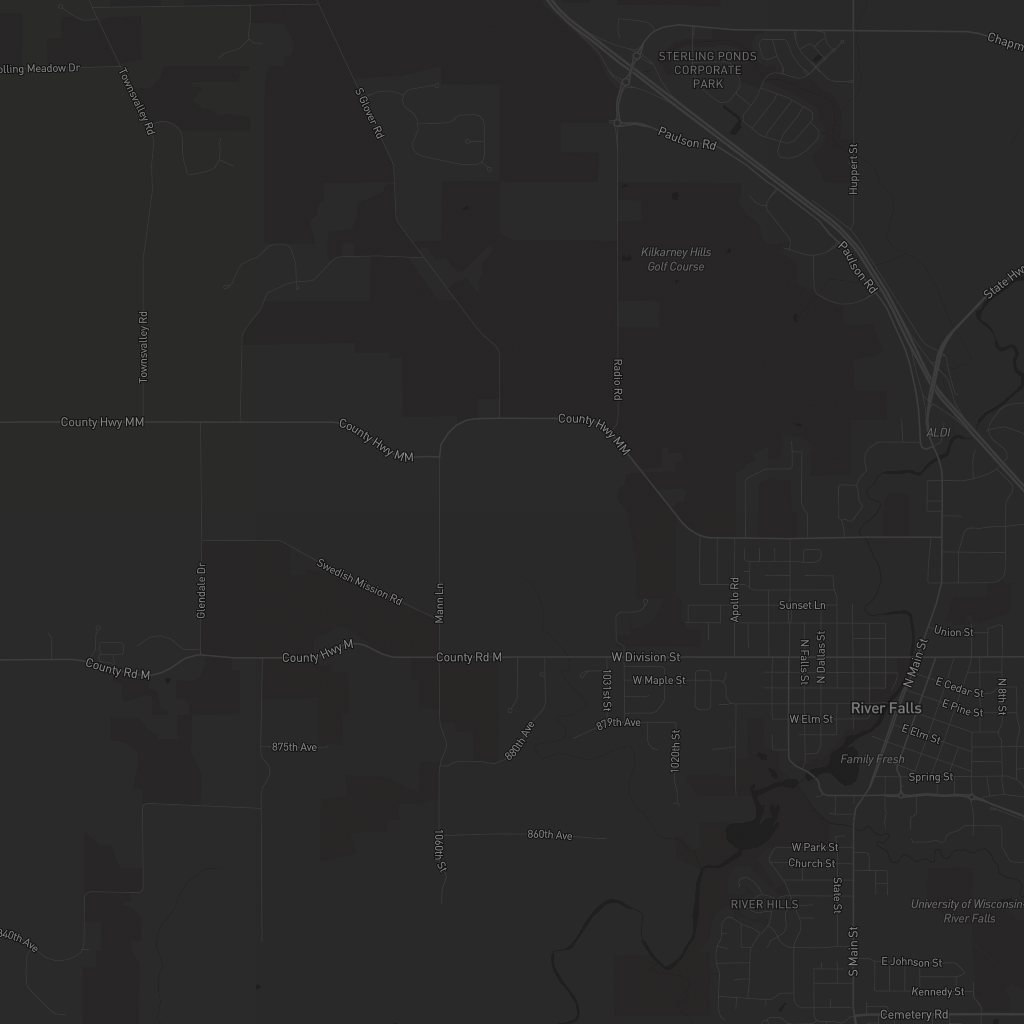 Chapm
STERLING PONDS
CORPORATE
PARK
olling Meadow Dr
Townsvalley Rd
S Glover Rd
Paulson Rd
Huppert St
Kilkarney Hills
Golf Course
Paulson Rd
State Hw
Townsvalley Rd
Radio Rd
County Hwy MM
County Hwy MM
County Hwy MM
ALDI
Swedish Mission Rd
Glendale Dr
Mann Ln
Apollo Rd
Sunset Ln
Union St
N Falls St
N Dallas St
N Main St
County Rd M
County Hwy M
County Rd M
W Division St
W Maple St
1031st St
E Cedar St
N 8th St
E Pine St
River Falls
W Elm St
E Elm St
879th Ave
880th Ave
875th Ave
1020th St
Family Fresh
Spring St
860th Ave
1060th St
W Park St
Church St
State St
RIVER HILLS
University of Wisconsin-
River Falls
840th Ave
S Main St
E Johnson St
Kennedy St
Cemetery Rd